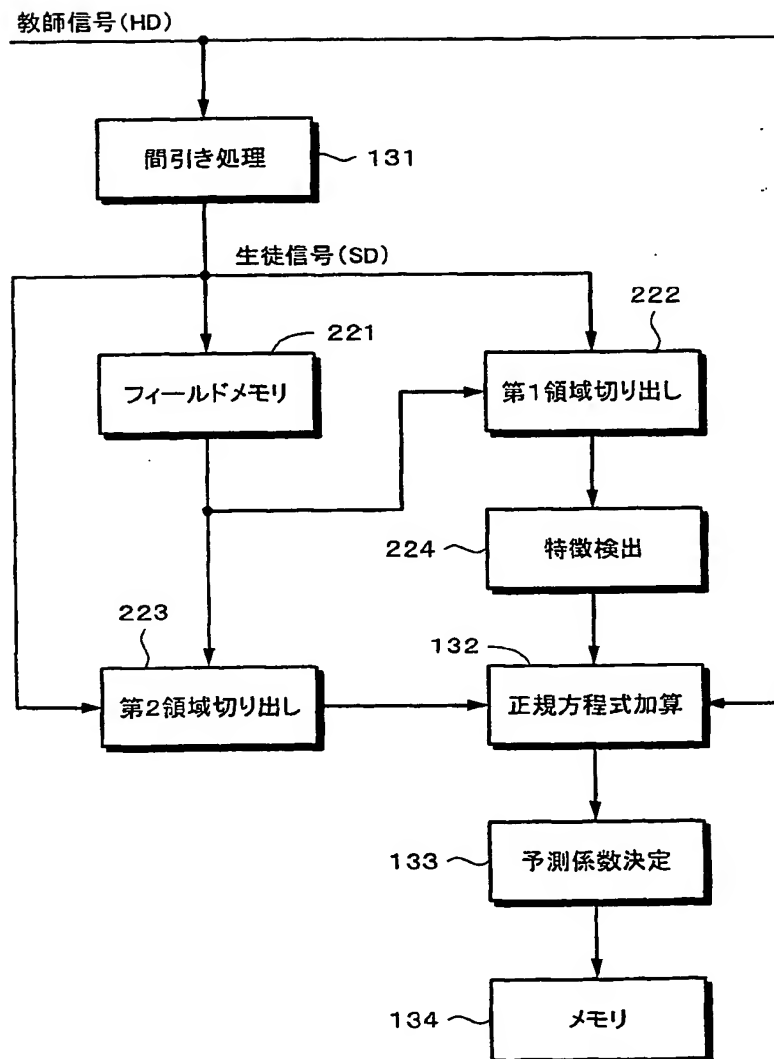 教師信号(HD)
間引き処理
131
生徒信号(SD)
221
222
フィールドメモリ
第1領域切り出し
224
特徴検出
223
132
第2領域切り出し
正規方程式加算
133
予測係数決定
134
メモリ